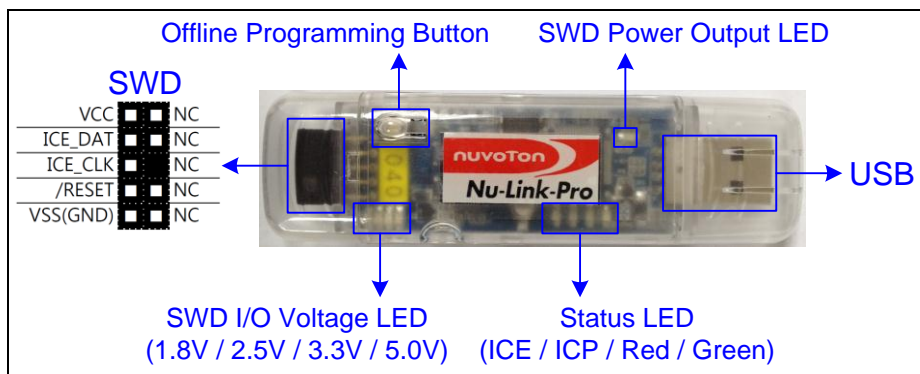 Offline Programming Button
SWD Power Output LED
SWD
VCC NC
ICE_DAT NC
ICE_CLK NC
/RESET NC
VSS(GND) NC
040
nuvoTon
Nu-Link-Pro
USB
SWD I/O Voltage LED
(1.8V / 2.5V / 3.3V / 5.0V)
Status LED
(ICE / ICP / Red / Green)